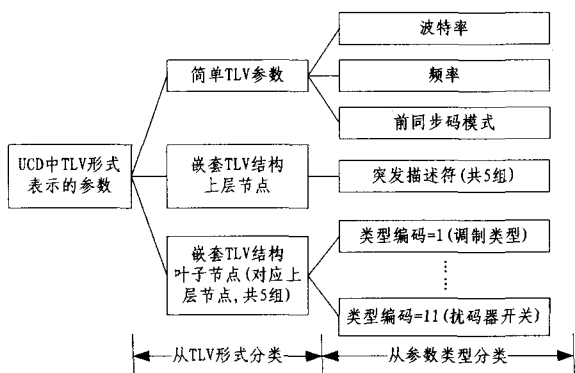 波特率
简单TLV参数
频率
前同步码模式
UCD中TLV形式
表示的参数
嵌套TLV结构
上层节点
突发描述符(共5组)
嵌套TLV结构
叶子节点(对应上
层节点,共5组)
类型编码=1(调制类型)
⋮ ⋮
类型编码=11(扰码器开关)
从TLV形式分类
从参数类型分类